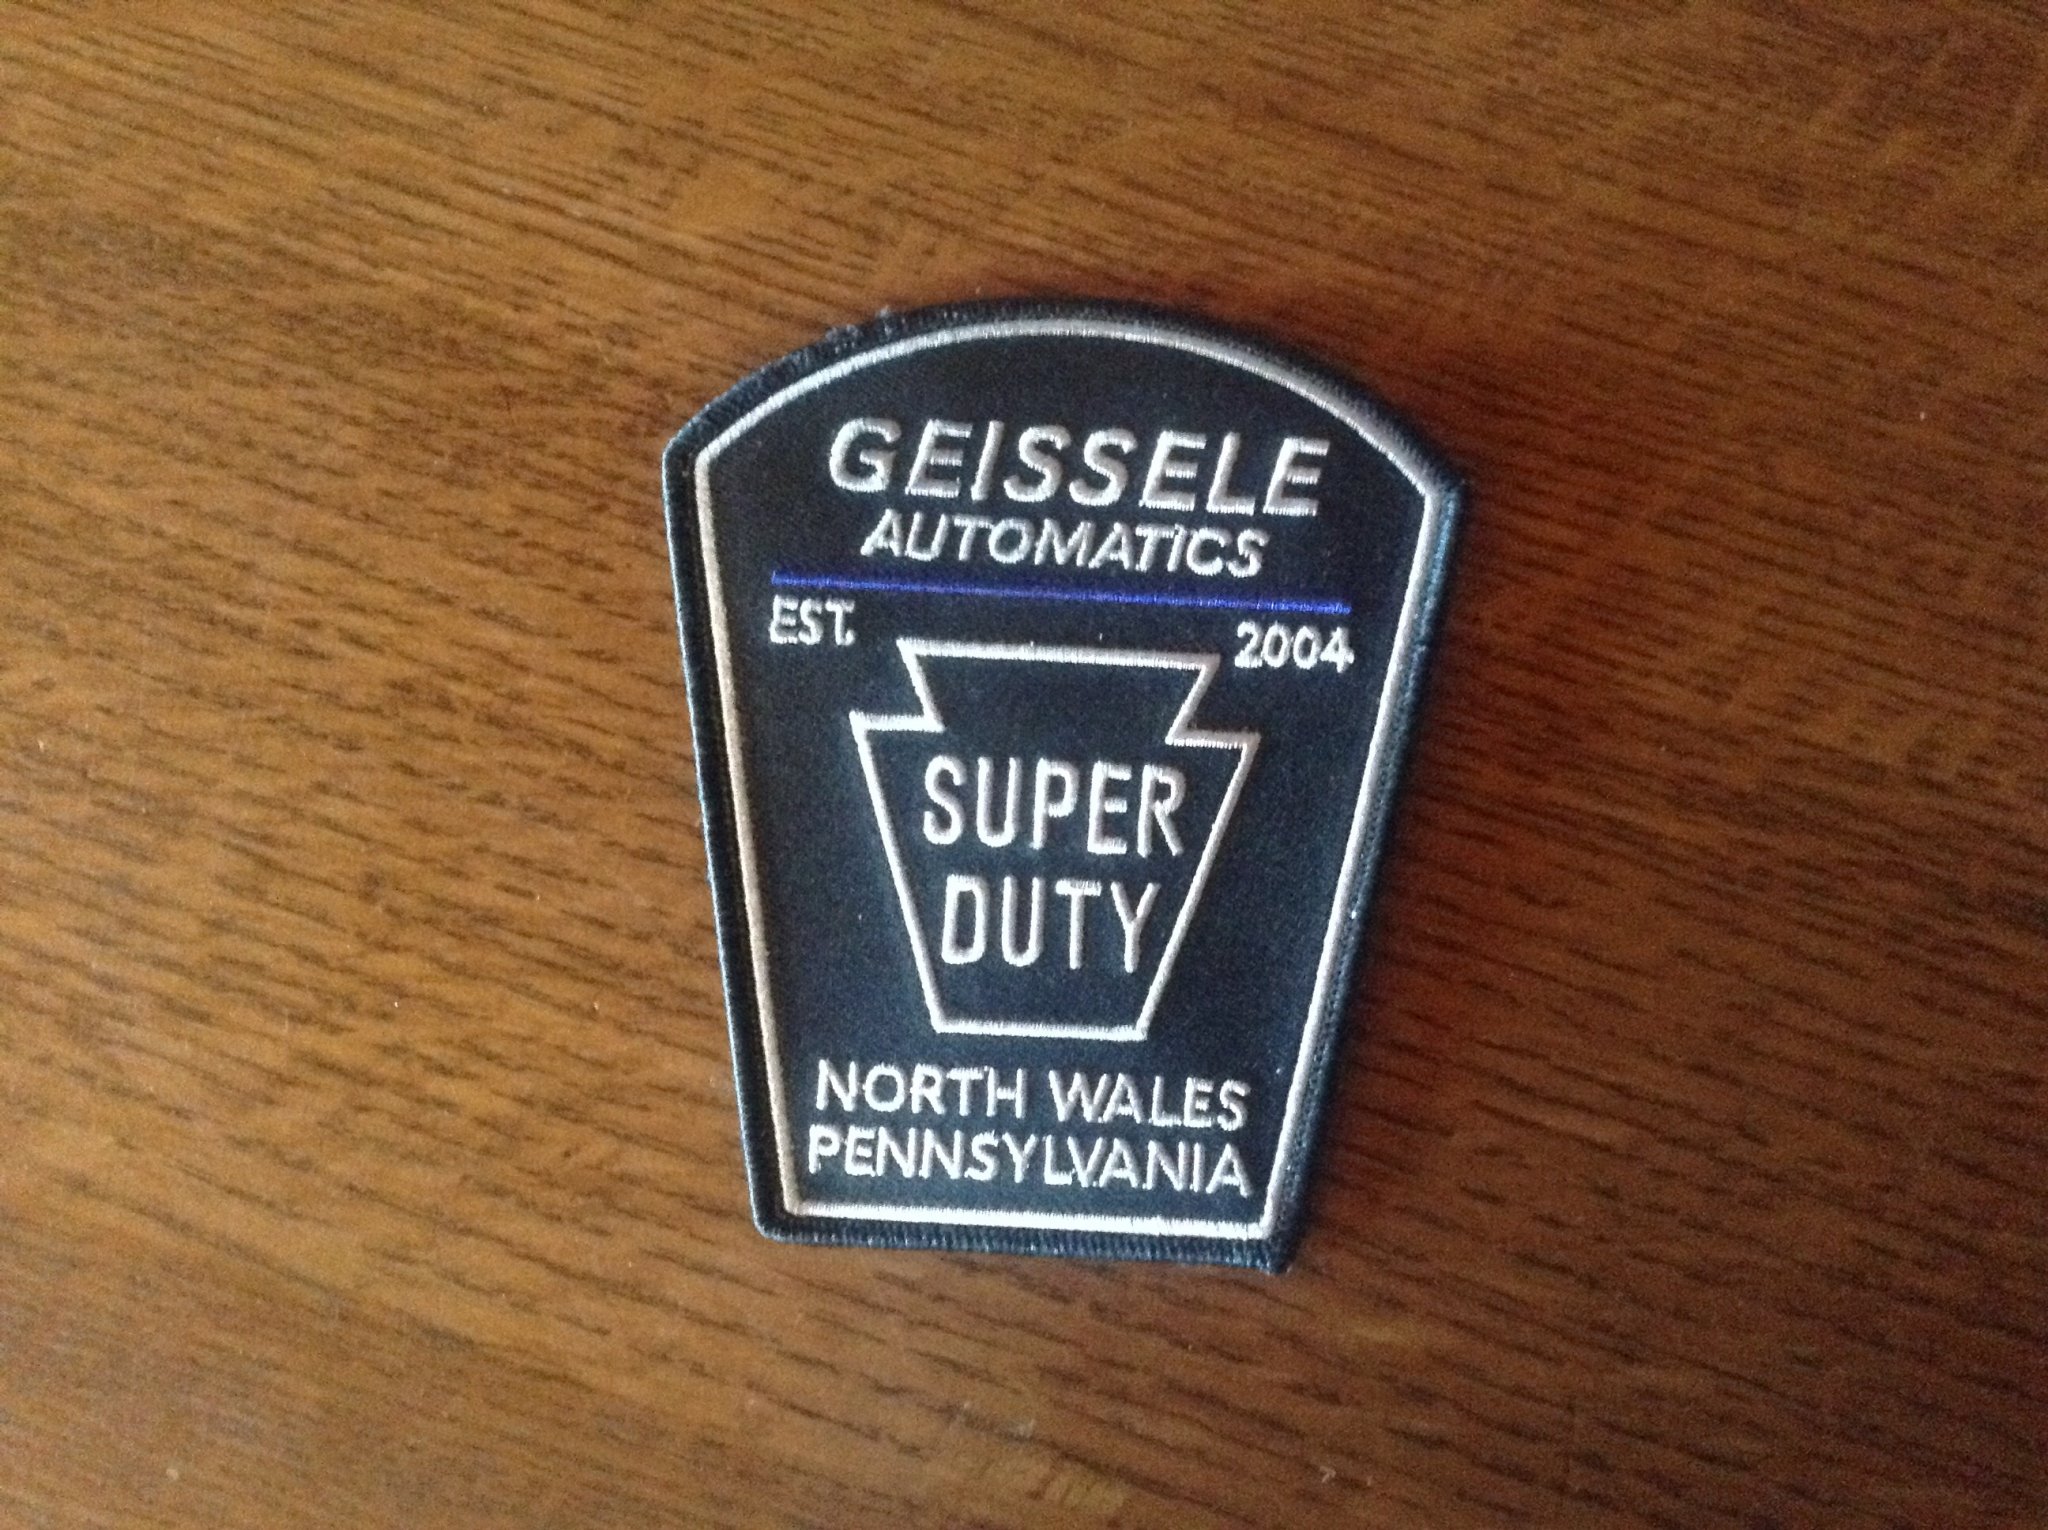 GEISSELE
AUTOMATICS
EST. 2004
SUPER
DUTY
NORTH WALES
PENNSYLVANIA